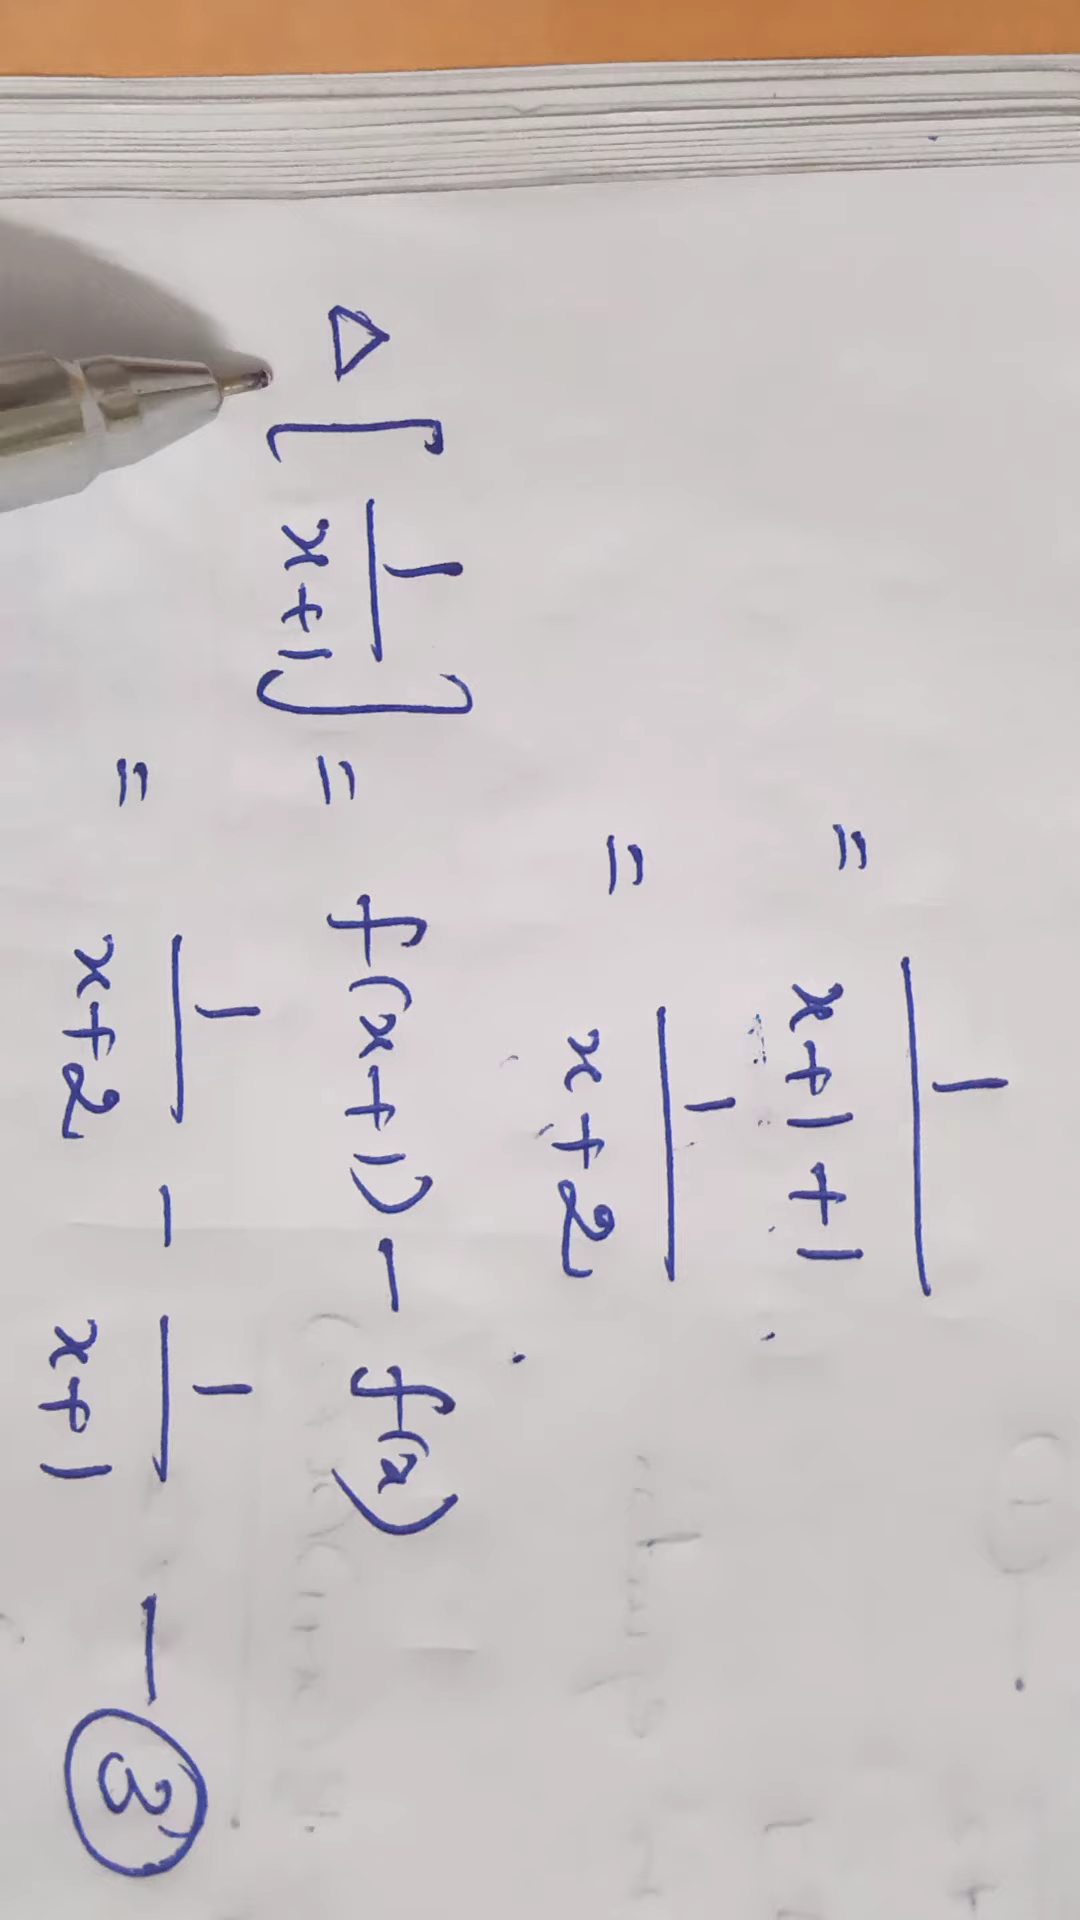 = 1/(x+1+1)
= 1/(x+2)
Δ[1/(x+1)] = f(x+1) - f(x)
= 1/(x+2) - 1/(x+1) — ③